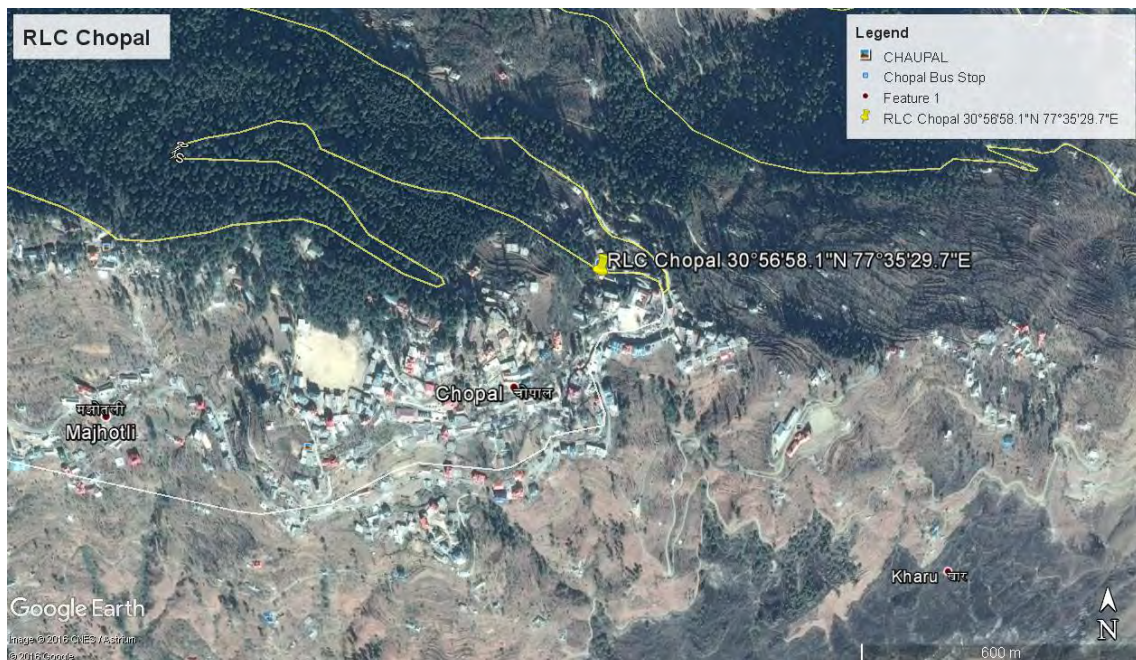 RLC Chopal
Legend
CHAUPAL
Chopal Bus Stop
Feature 1
RLC Chopal 30°56'58.1"N 77°35'29.7"E
S
RLC Chopal 30°56'58.1"N 77°35'29.7"E
Chopal चोपाल
मझोतली
Majhotli
Kharu खारू
Google Earth
Image © 2016 CNES / Astrium
© 2016 Google
N
600 m